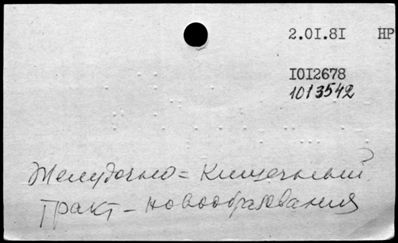 2.01.81 НР
1012678
1013542
Желудочно=Кишечный
тракт - новообразования